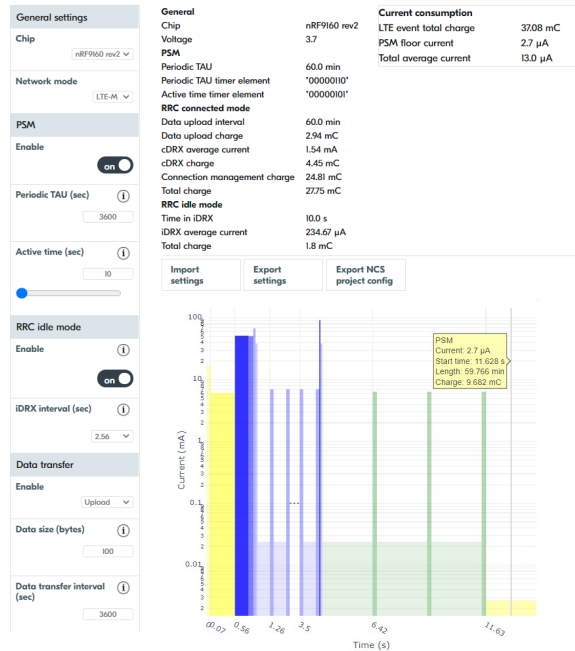 General settings
Chip
nRF9160 rev2
Network mode
LTE-M
PSM
Enable
on
Periodic TAU (sec)
i
3600
Active time (sec)
i
10
RRC idle mode
Enable
on
iDRX interval (sec)
i
2.56
Data transfer
Enable
Upload
Data size (bytes)
i
100
Data transfer interval
(sec)
i
3600
General
Chip nRF9160 rev2
Voltage 3.7
PSM
Periodic TAU 60.0 min
Periodic TAU timer element "00000110"
Active time timer element "00000101"
RRC connected mode
Data upload interval 60.0 min
Data upload charge 2.94 mC
cDRX average current 1.54 mA
cDRX charge 4.45 mC
Connection management charge 24.81 mC
Total charge 27.75 mC
RRC idle mode
Time in iDRX 10.0 s
iDRX average current 234.67 µA
Total charge 1.8 mC
Current consumption
LTE event total charge 37.08 mC
PSM floor current 2.7 µA
Total average current 13.0 µA
Import
settings
Export
settings
Export NCS
project config
PSM
Current: 2.7 µA
Start time: 11.628 s
Length: 59.766 min
Charge: 9.682 mC
Current (mA)
100
10
1
0.1
0.01
0.07 0.56 1.26 3.5 6.42 11.63
Time (s)